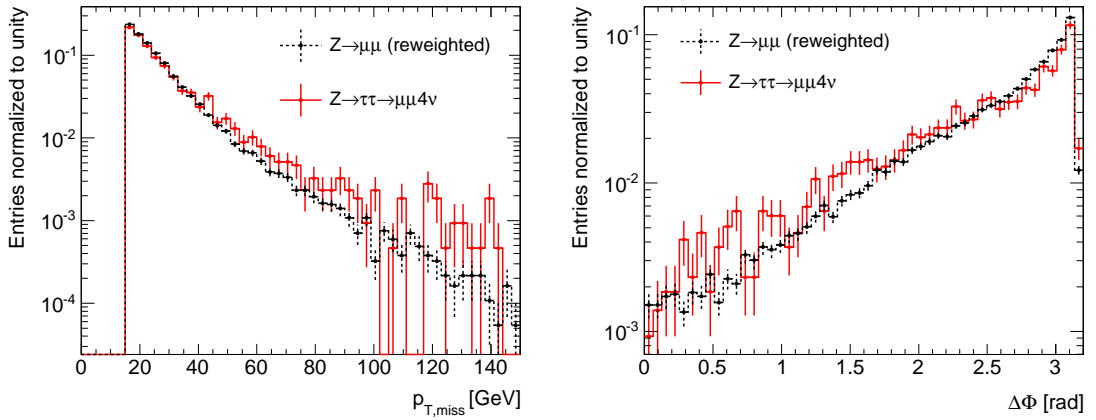 Entries normalized to unity
10⁻¹
10⁻²
10⁻³
10⁻⁴
Z→μμ (reweighted)
Z→ττ→μμ4ν
0 20 40 60 80 100 120 140
p_T,miss [GeV]
Entries normalized to unity
10⁻¹
10⁻²
10⁻³
Z→μμ (reweighted)
Z→ττ→μμ4ν
0 0.5 1 1.5 2 2.5 3
ΔΦ [rad]